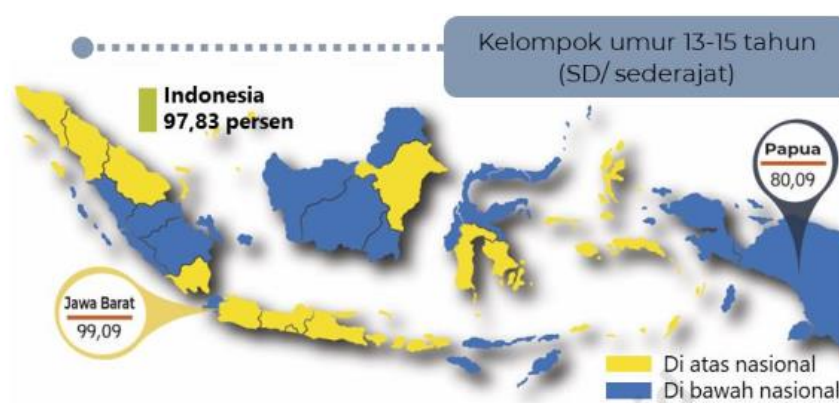 Kelompok umur 13-15 tahun
(SD/ sederajat)
Indonesia
97,83 persen
Papua
80,09
Jawa Barat
99,09
Di atas nasional
Di bawah nasional